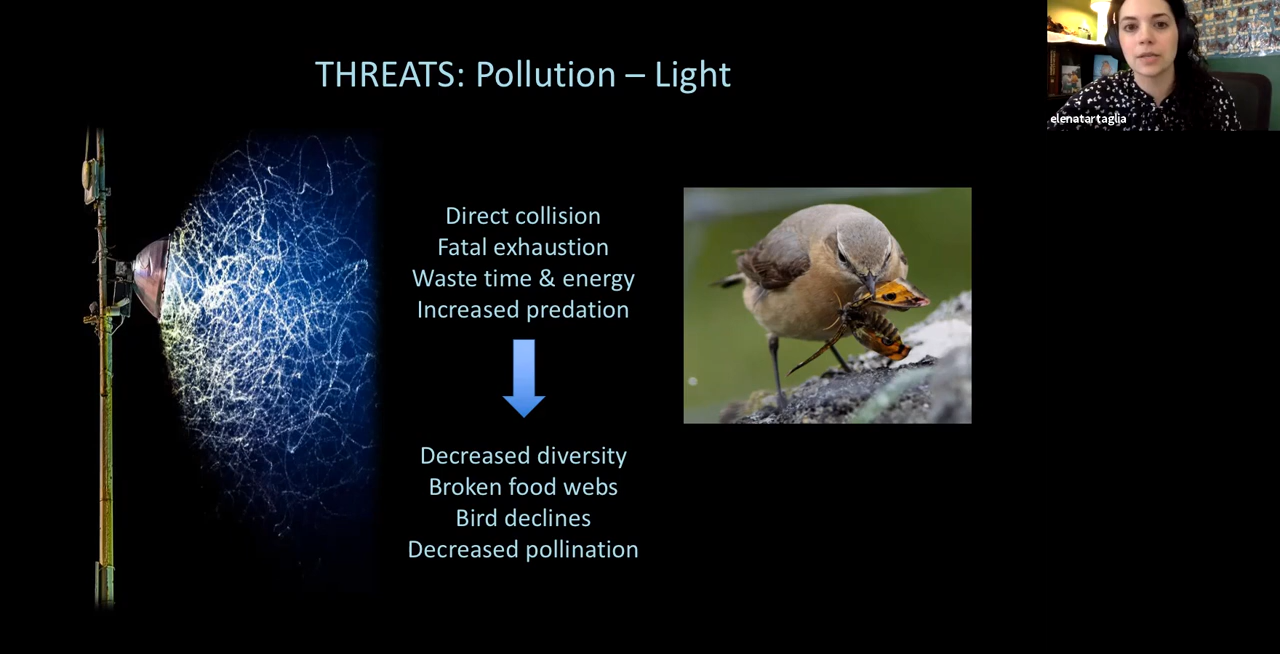 THREATS: Pollution – Light
elenatartaglia
Direct collision
Fatal exhaustion
Waste time & energy
Increased predation
Decreased diversity
Broken food webs
Bird declines
Decreased pollination